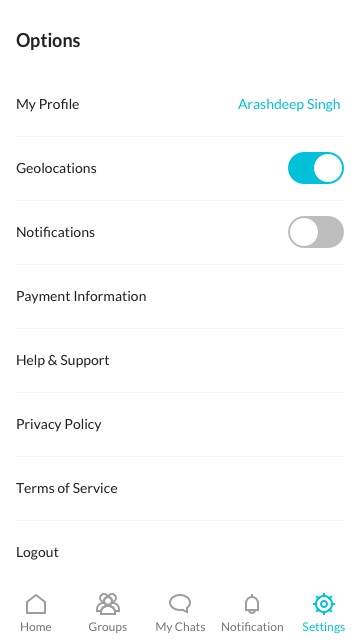 Options
My Profile Arashdeep Singh
Geolocations
Notifications
Payment Information
Help & Support
Privacy Policy
Terms of Service
Logout
Home Groups My Chats Notification Settings